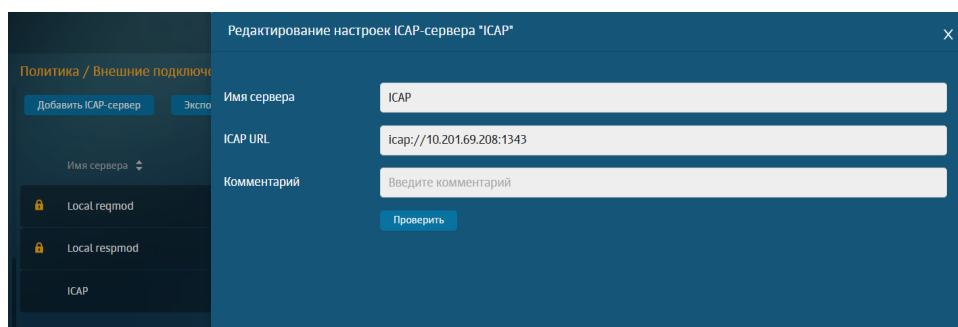 Редактирование настроек ICAP-сервера "ICAP"
X
Политика / Внешние подключе
Добавить ICAP-сервер
Экспо
Имя сервера
Local reqmod
Local respmod
ICAP
Имя сервера
ICAP
ICAP URL
icap://10.201.69.208:1343
Комментарий
Введите комментарий
Проверить